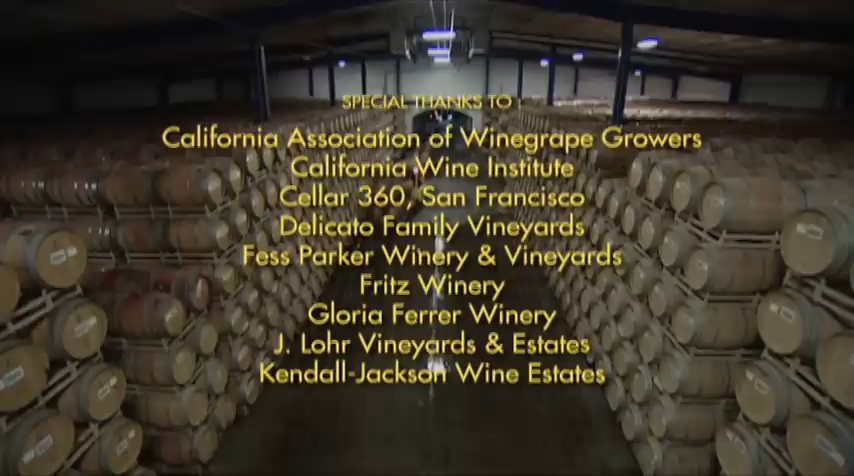 SPECIAL THANKS TO
California Association of Winegrape Growers
California Wine Institute
Cellar 360, San Francisco
Delicato Family Vineyards
Fess Parker Winery & Vineyards
Fritz Winery
Gloria Ferrer Winery
J. Lohr Vineyards & Estates
Kendall-Jackson Wine Estates